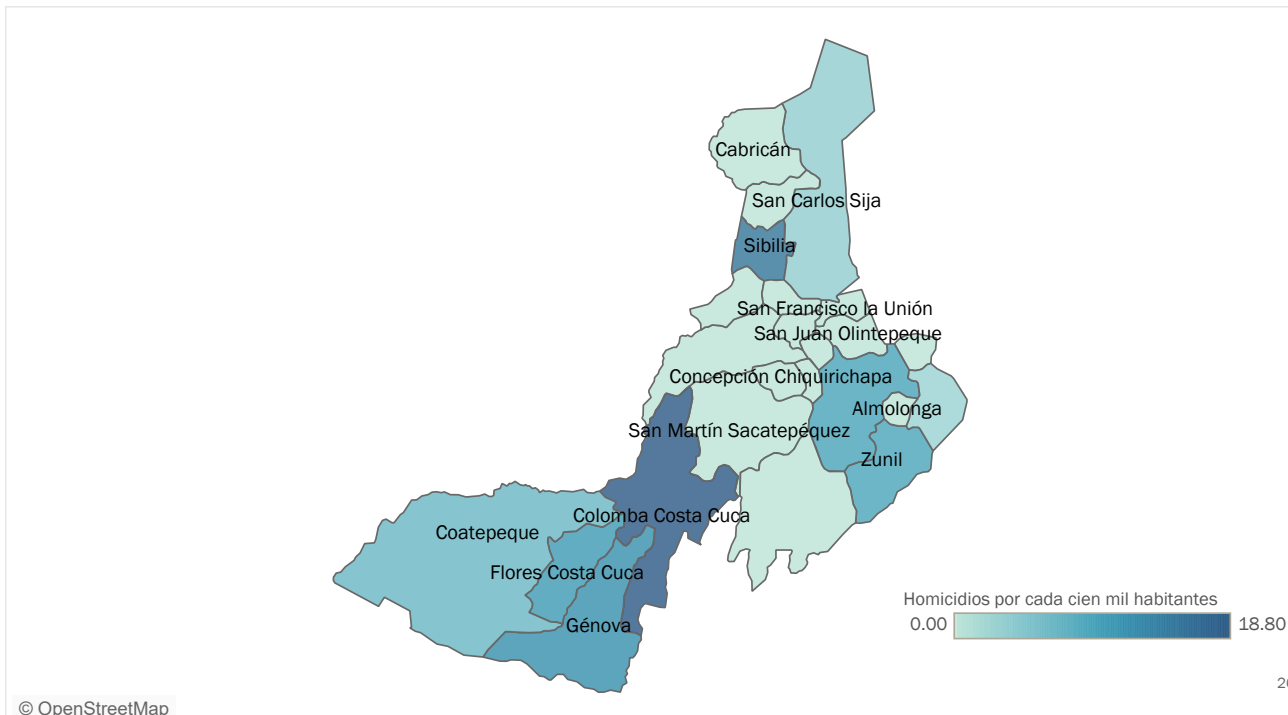 Cabricán
San Carlos Sija
Sibilia
San Francisco la Unión
San Juan Olintepeque
Concepción Chiquirichapa
Almolonga
San Martín Sacatepéquez
Zunil
Colomba Costa Cuca
Coatepeque
Flores Costa Cuca
Génova
Homicidios por cada cien mil habitantes
0.00 18.80
© OpenStreetMap